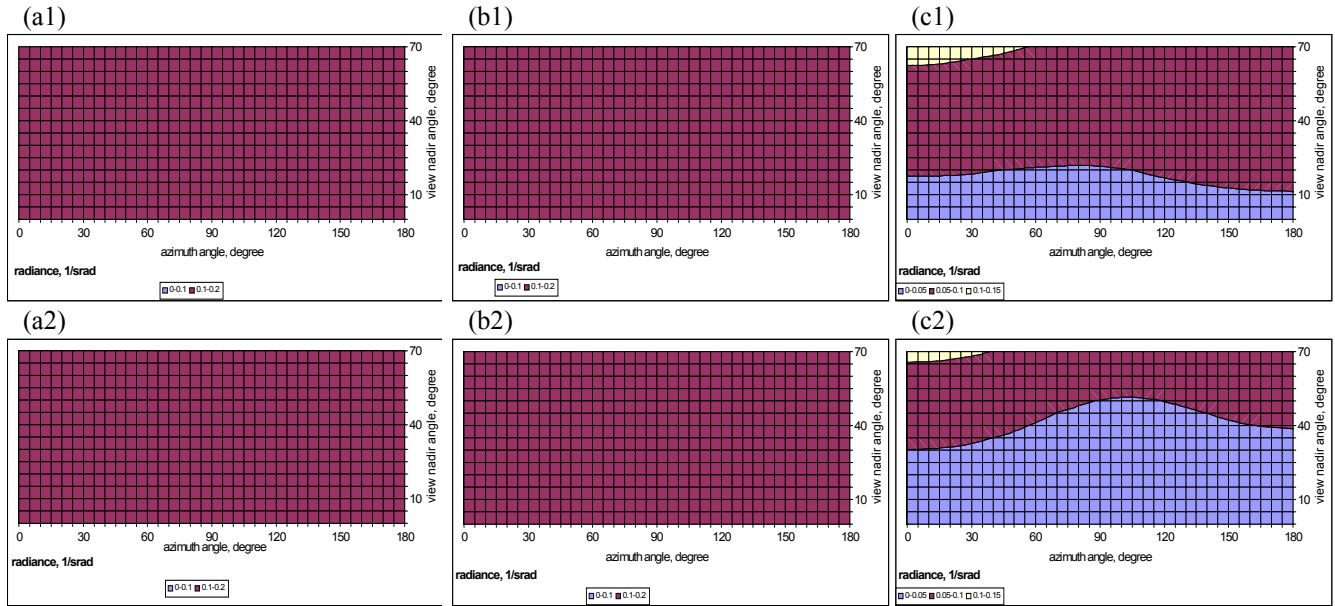 (a1)
70
40
10
view nadir angle, degree
0 30 60 90 120 150 180
azimuth angle, degree
radiance, 1/srad
0-0.1 0.1-0.2
(b1)
70
40
10
view nadir angle, degree
0 30 60 90 120 150 180
azimuth angle, degree
radiance, 1/srad
0-0.1 0.1-0.2
(c1)
70
40
10
view nadir angle, degree
0 30 60 90 120 150 180
azimuth angle, degree
radiance, 1/srad
0-0.05 0.05-0.1 0.1-0.15
(a2)
70
40
10
view nadir angle, degree
0 30 60 90 120 150 180
azimuth angle, degree
radiance, 1/srad
0-0.1 0.1-0.2
(b2)
70
40
10
view nadir angle, degree
0 30 60 90 120 150 180
azimuth angle, degree
radiance, 1/srad
0-0.1 0.1-0.2
(c2)
70
40
10
view nadir angle, degree
0 30 60 90 120 150 180
azimuth angle, degree
radiance, 1/srad
0-0.05 0.05-0.1 0.1-0.15